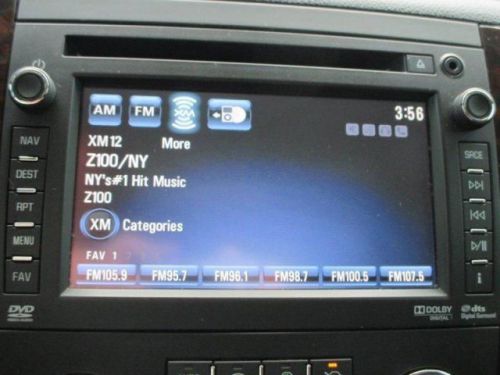 AM FM XM 3:56
XM12 More
Z100/NY
NY's#1 Hit Music
Z100
XM Categories
FAV 1
FM105.9 FM95.7 FM96.1 FM98.7 FM100.5 FM107.5
NAV
DEST
RPT
MENU
FAV
SRCE
i
DVD
DOLBY
DIGITAL
dts
Digital Surround